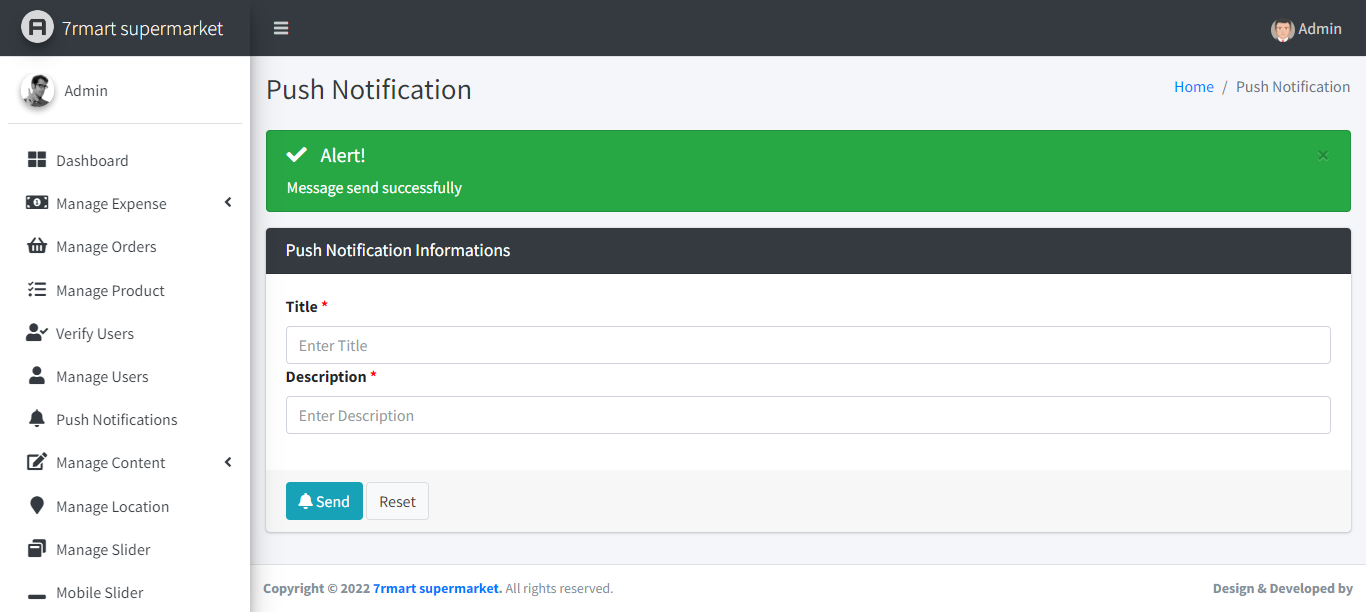 7rmart supermarket
Admin
Admin
Dashboard
Manage Expense
Manage Orders
Manage Product
Verify Users
Manage Users
Push Notifications
Manage Content
Manage Location
Manage Slider
Mobile Slider
Push Notification
Home / Push Notification
Alert!
×
Message send successfully
Push Notification Informations
Title *
Enter Title
Description *
Enter Description
Send
Reset
Copyright © 2022 7rmart supermarket. All rights reserved.
Design & Developed by